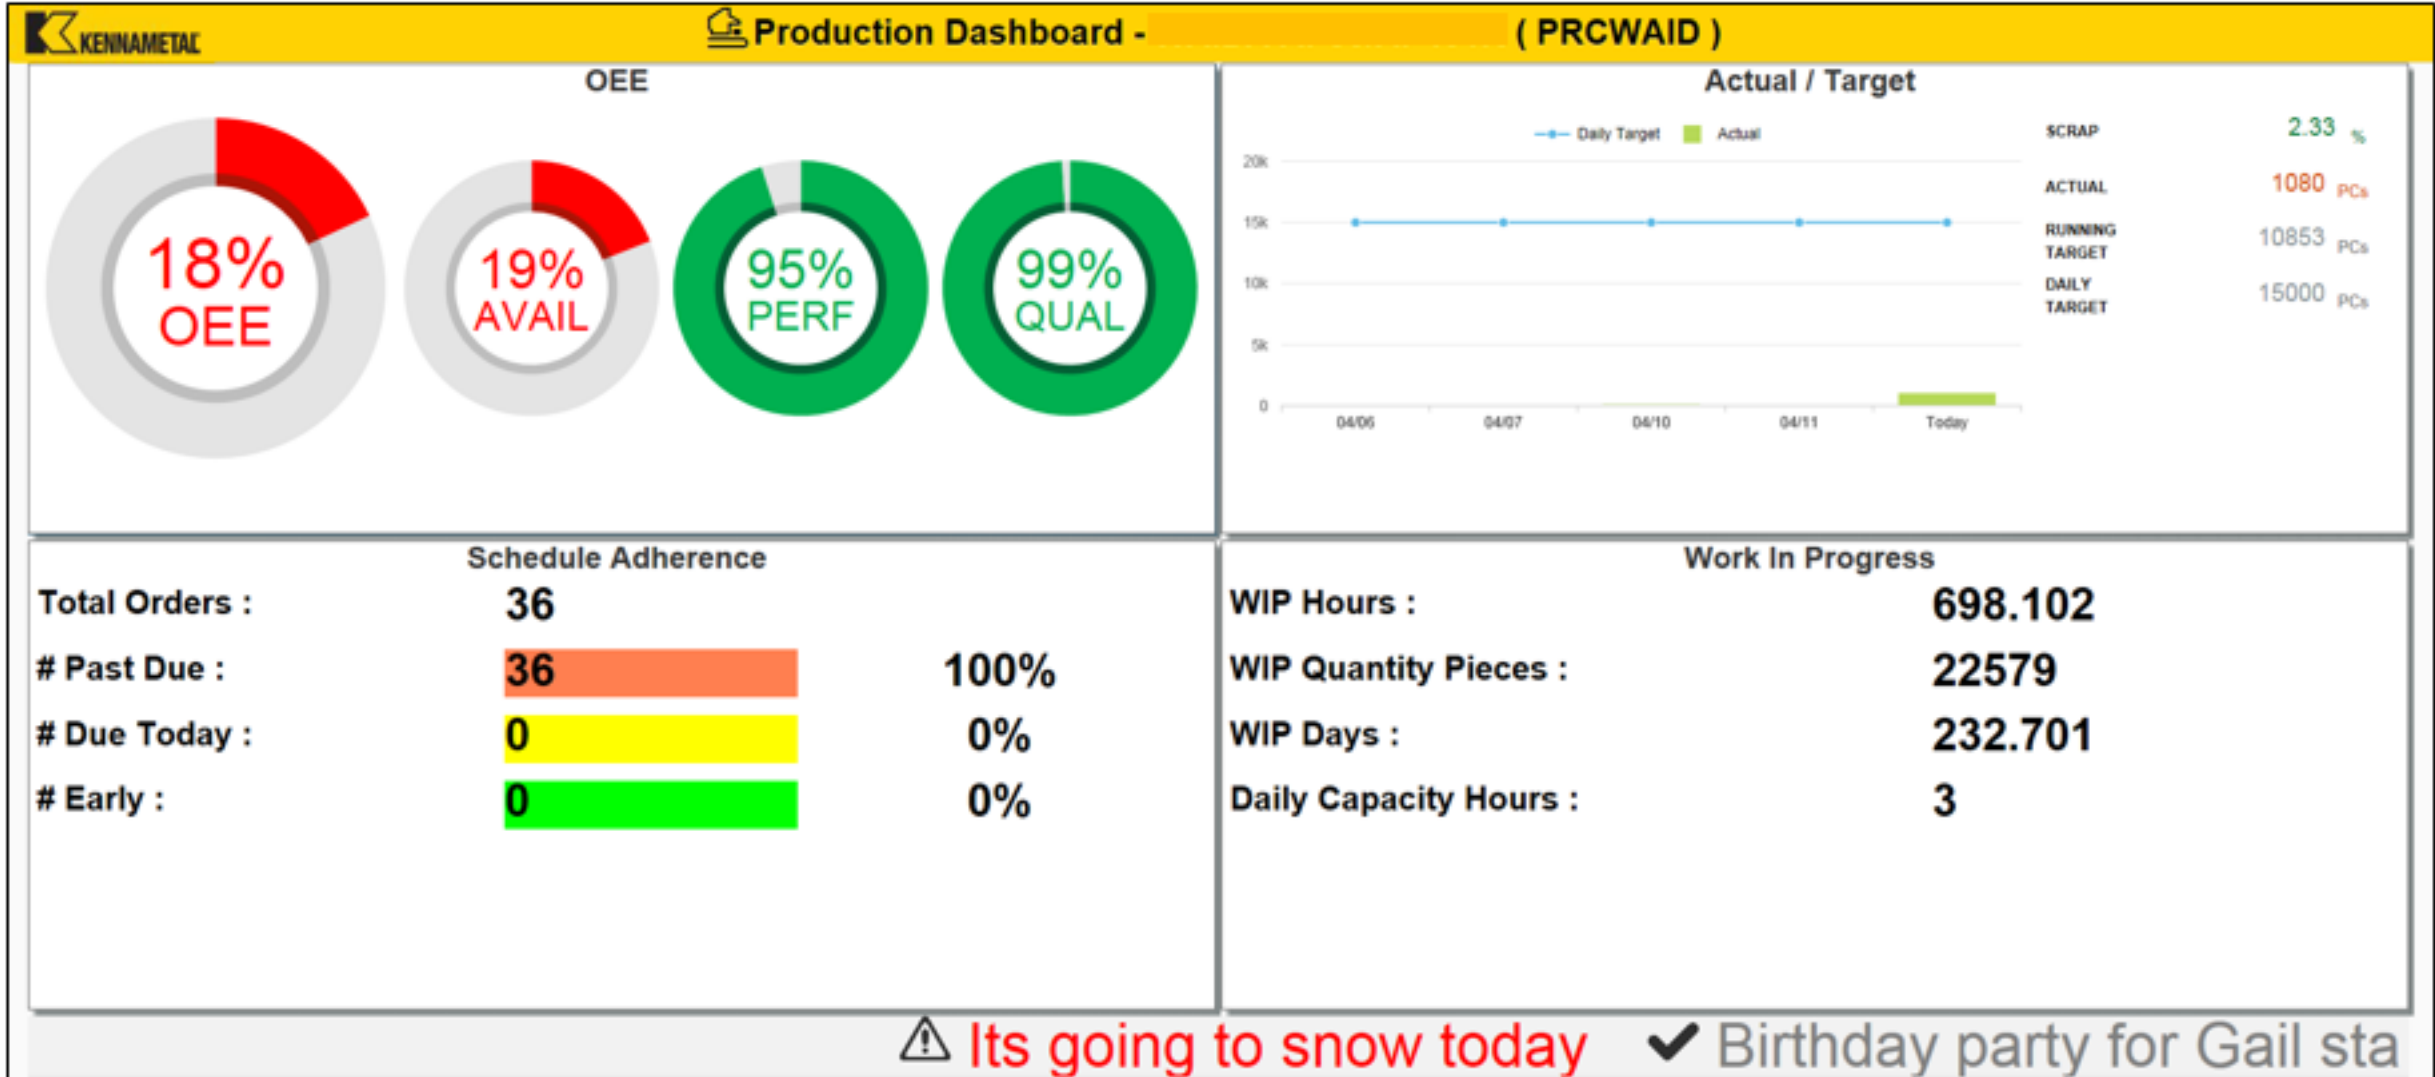 KENNAMETAL
Production Dashboard - ( PRCWAID )
OEE
18%
OEE
19%
AVAIL
95%
PERF
99%
QUAL
Actual / Target
Daily Target
Actual
20k
15k
10k
5k
0
04/06
04/07
04/10
04/11
Today
SCRAP 2.33 %
ACTUAL 1080 PCs
RUNNING
TARGET
10853 PCs
DAILY
TARGET
15000 PCs
Schedule Adherence
Total Orders : 36
# Past Due : 36 100%
# Due Today : 0 0%
# Early : 0 0%
Work In Progress
WIP Hours : 698.102
WIP Quantity Pieces : 22579
WIP Days : 232.701
Daily Capacity Hours : 3
Its going to snow today Birthday party for Gail sta